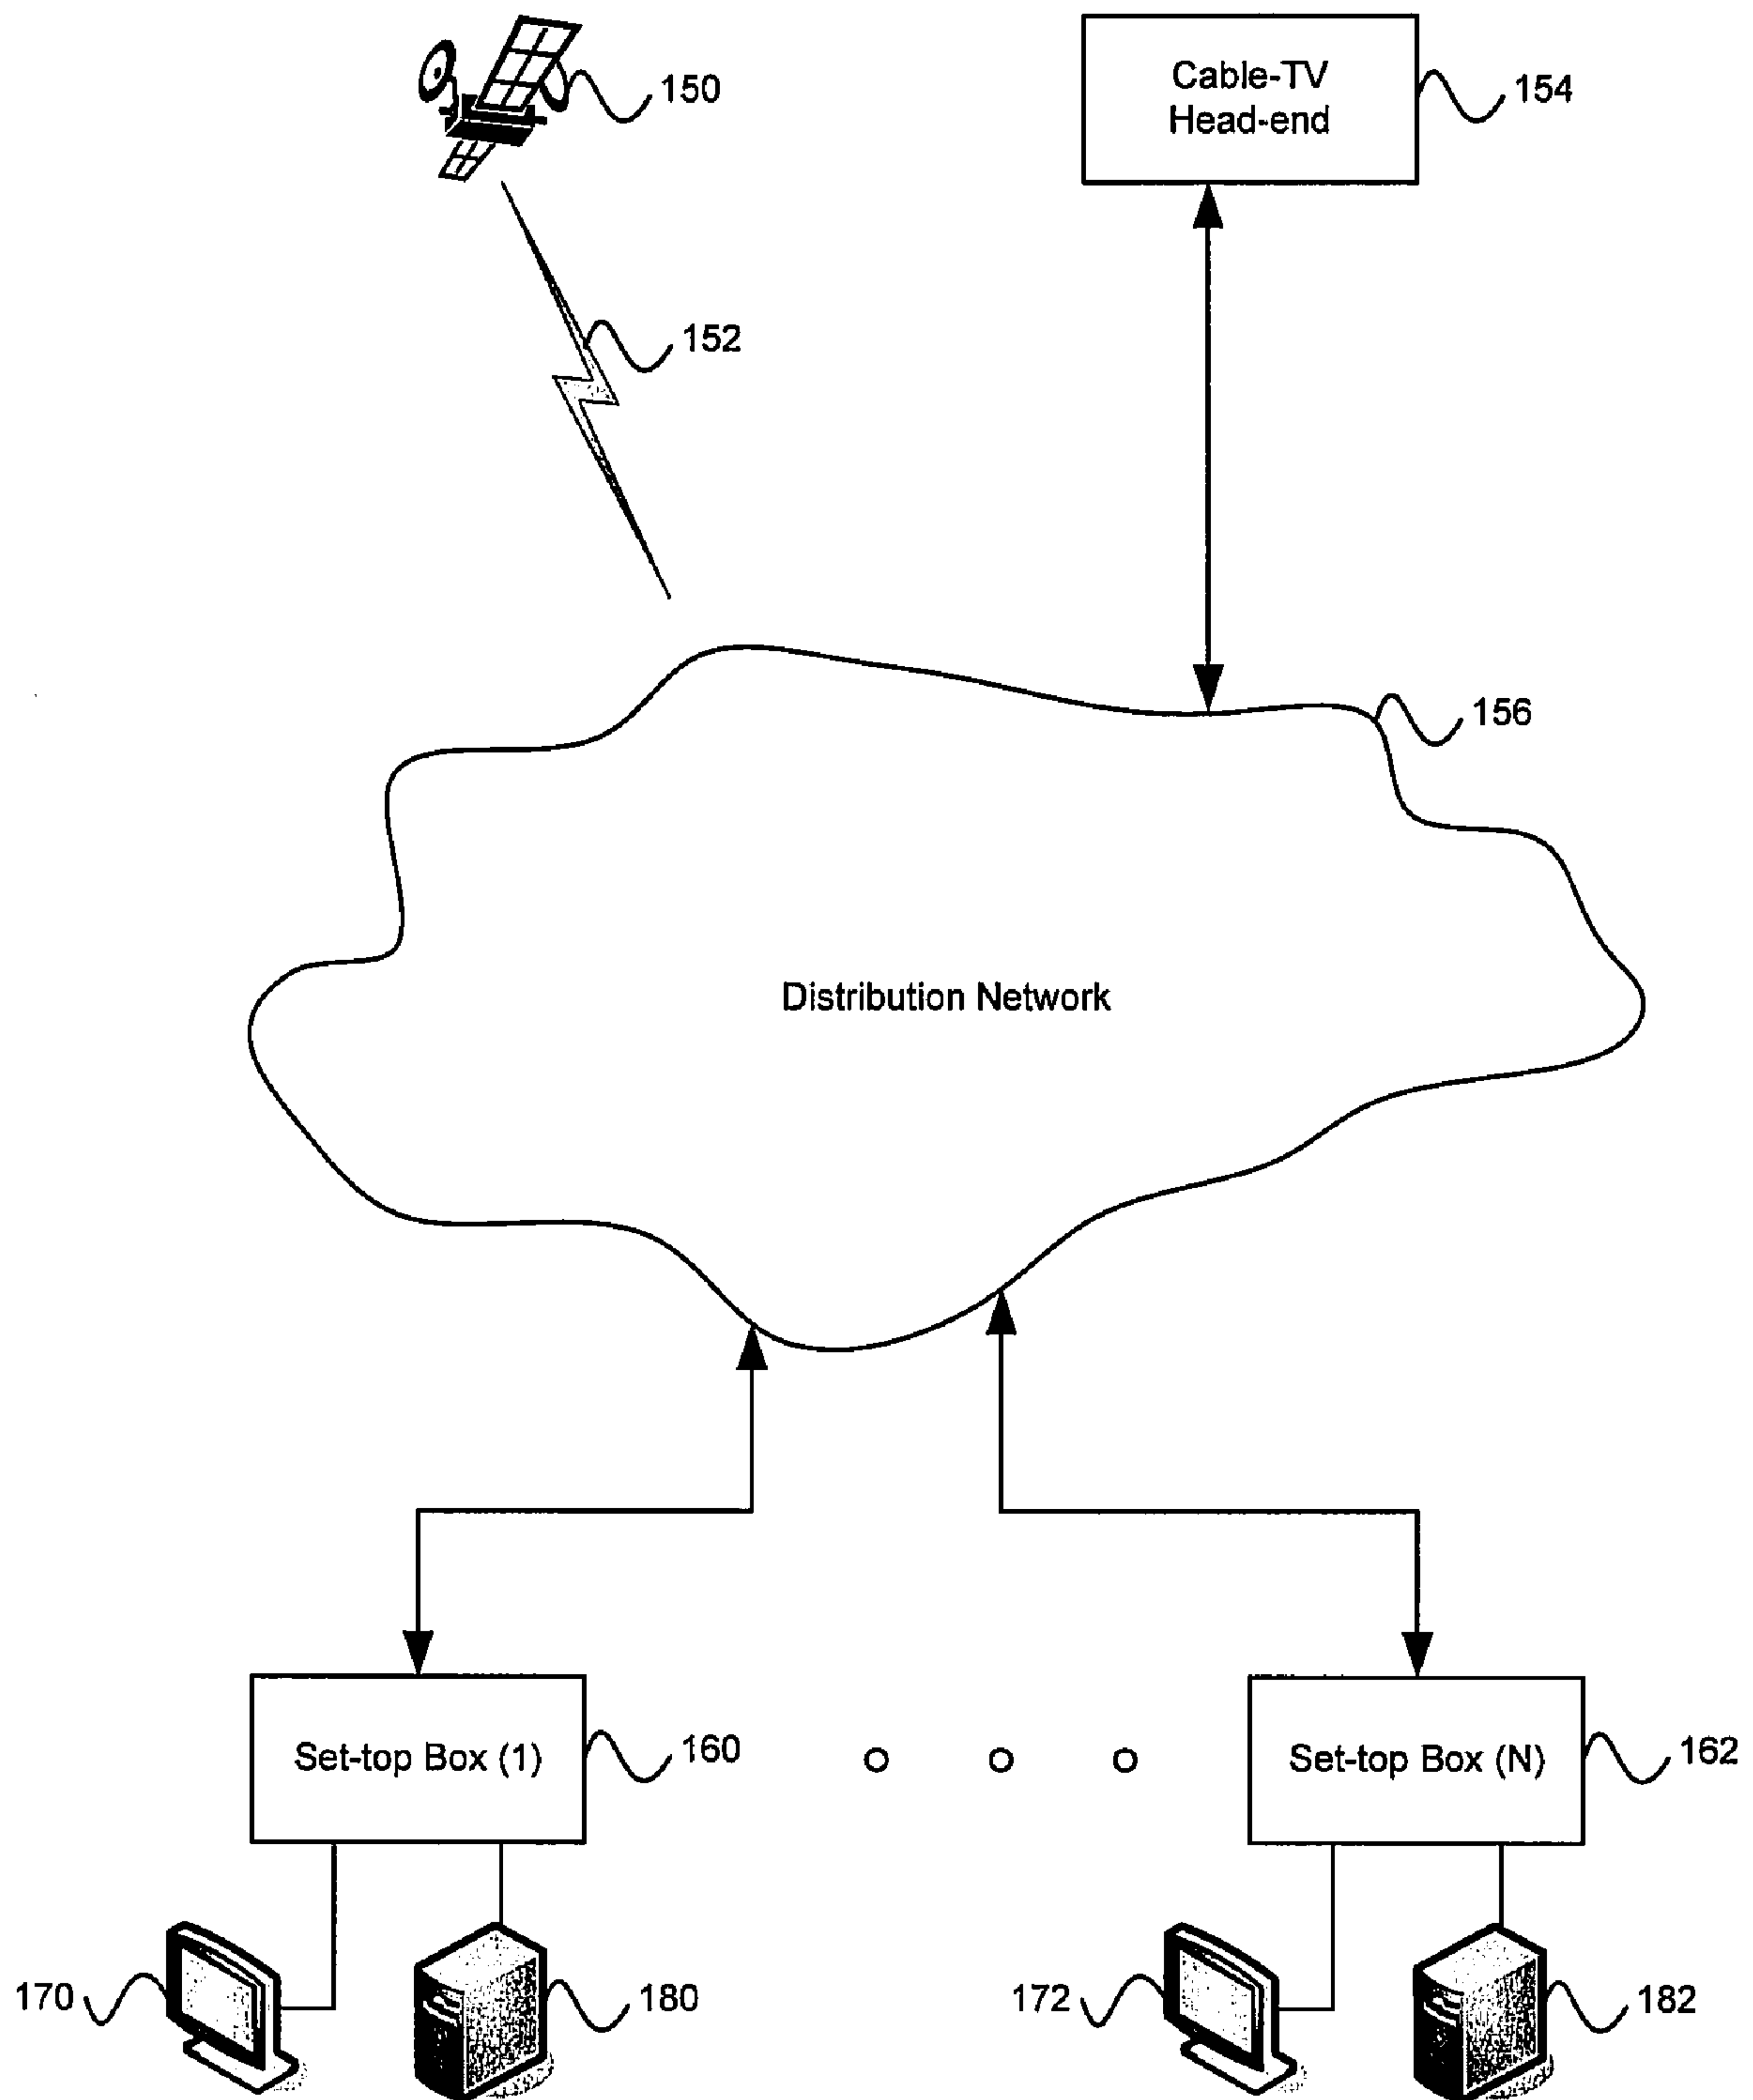 150
Cable-TV
Head-end
154
152
156
Distribution Network
Set-top Box (1)
160
Set-top Box (N)
162
170
180
172
182